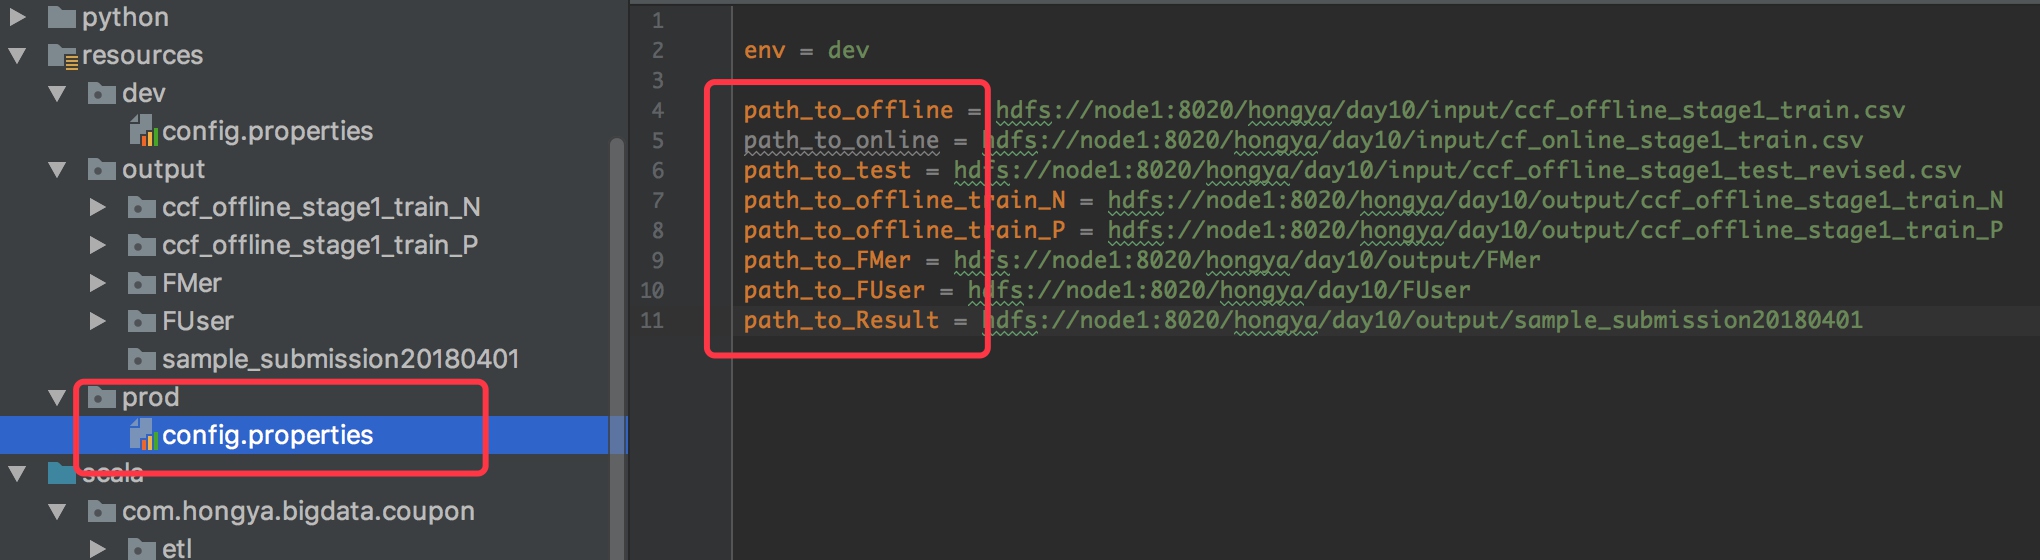 python
resources
dev
config.properties
output
ccf_offline_stage1_train_N
ccf_offline_stage1_train_P
FMer
FUser
sample_submission20180401
prod
config.properties
scala
com.hongya.bigdata.coupon
etl
1
2 env = dev
3
4 path_to_offline = hdfs://node1:8020/hongya/day10/input/ccf_offline_stage1_train.csv
5 path_to_online = hdfs://node1:8020/hongya/day10/input/cf_online_stage1_train.csv
6 path_to_test = hdfs://node1:8020/hongya/day10/input/ccf_offline_stage1_test_revised.csv
7 path_to_offline_train_N = hdfs://node1:8020/hongya/day10/output/ccf_offline_stage1_train_N
8 path_to_offline_train_P = hdfs://node1:8020/hongya/day10/output/ccf_offline_stage1_train_P
9 path_to_FMer = hdfs://node1:8020/hongya/day10/output/FMer
10 path_to_FUser = hdfs://node1:8020/hongya/day10/FUser
11 path_to_Result = hdfs://node1:8020/hongya/day10/output/sample_submission20180401